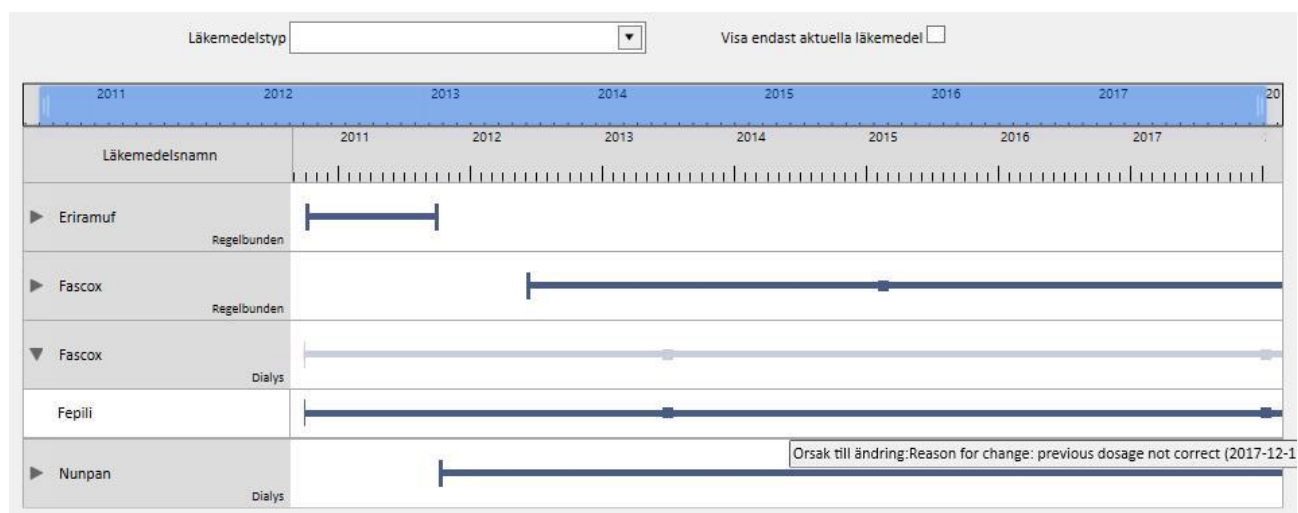 Läkemedelstyp Visa endast aktuella läkemedel
2011 2012 2013 2014 2015 2016 2017 20
Läkemedelsnamn 2011 2012 2013 2014 2015 2016 2017
Eriramuf
Regelbunden
Fascox
Regelbunden
Fascox
Dialys
Fepili
Orsak till ändring:Reason for change: previous dosage not correct (2017-12-1
Nunpan
Dialys